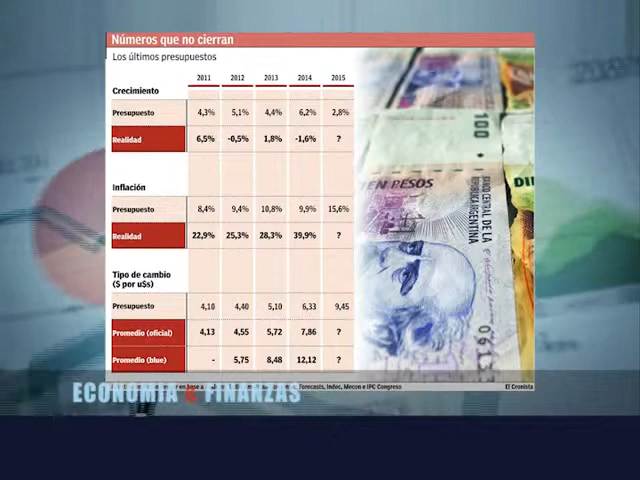 Números que no cierran
Los últimos presupuestos
2011 2012 2013 2014 2015
Crecimiento
Presupuesto 4,3% 5,1% 4,4% 6,2% 2,8%
Realidad 6,5% -0,5% 1,8% -1,6% ?
Inflación
Presupuesto 8,4% 9,4% 10,8% 9,9% 15,6%
Realidad 22,9% 25,3% 28,3% 39,9% ?
Tipo de cambio
($ por u$s)
Presupuesto 4,10 4,40 5,10 6,33 9,45
Promedio (oficial) 4,13 4,55 5,72 7,86 ?
Promedio (blue) - 5,75 8,48 12,12 ?
Forecasts, Indec, Mecon e IPC Congreso El Cronista
ECONOMIA & FINANZAS
100
IEN PESOS
BANCO CENTRAL DE LA
REPUBLICA ARGENTINA
DIE